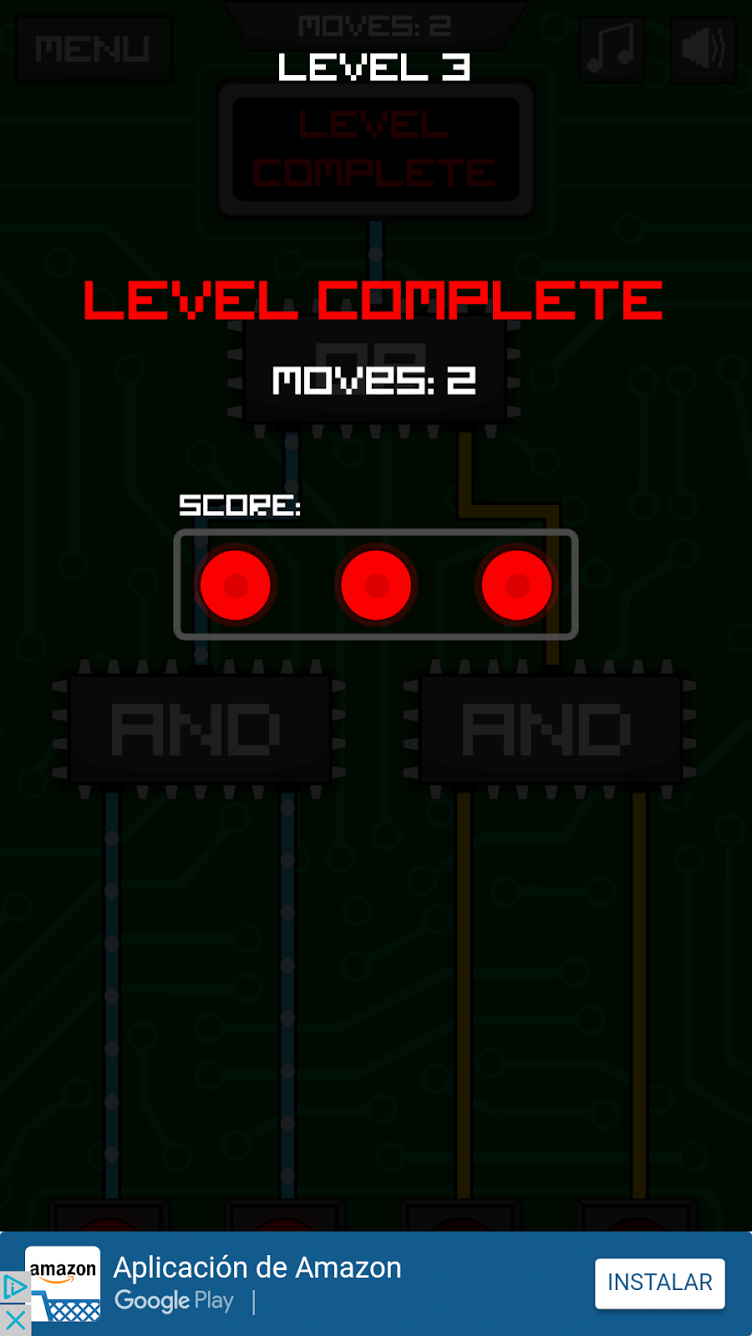 MOVES: 2
MENU
LEVEL 3
LEVEL
COMPLETE
LEVEL COMPLETE
OR
MOVES: 2
SCORE:
AND AND
amazon
Aplicación de Amazon
Google Play
INSTALAR